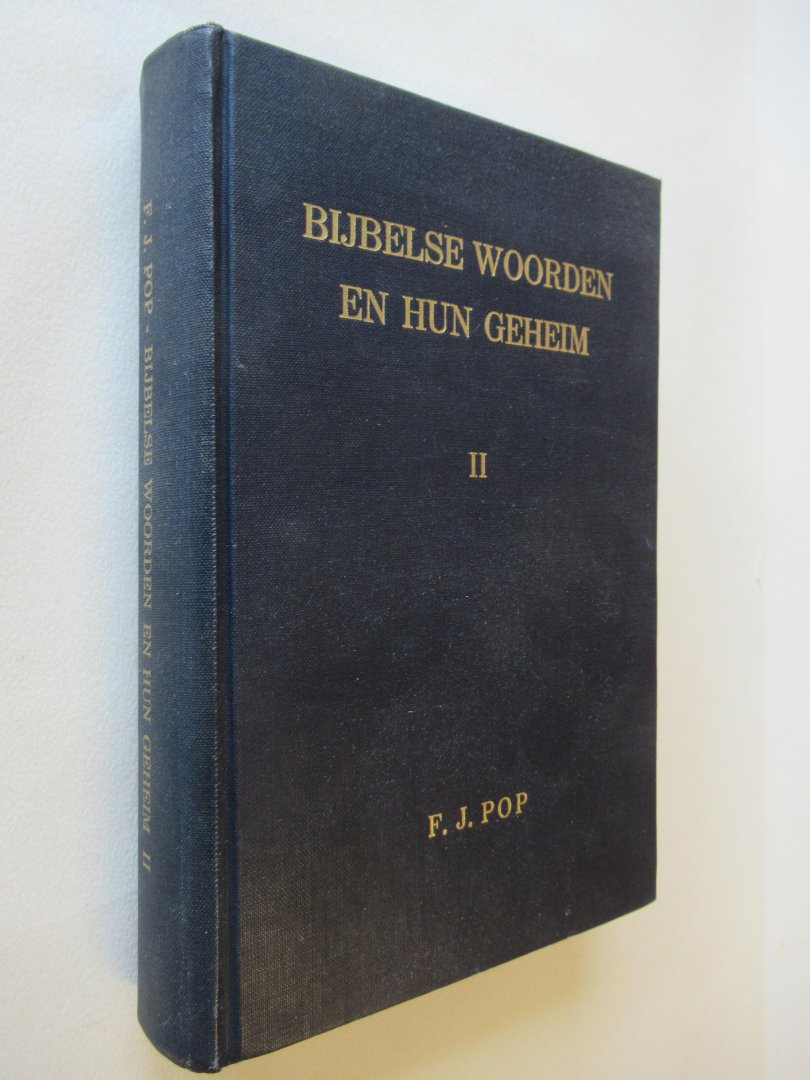 BIJBELSE WOORDEN
EN HUN GEHEIM
II
F. J. POP
F. J. POP - BIJBELSE WOORDEN EN HUN GEHEIM II